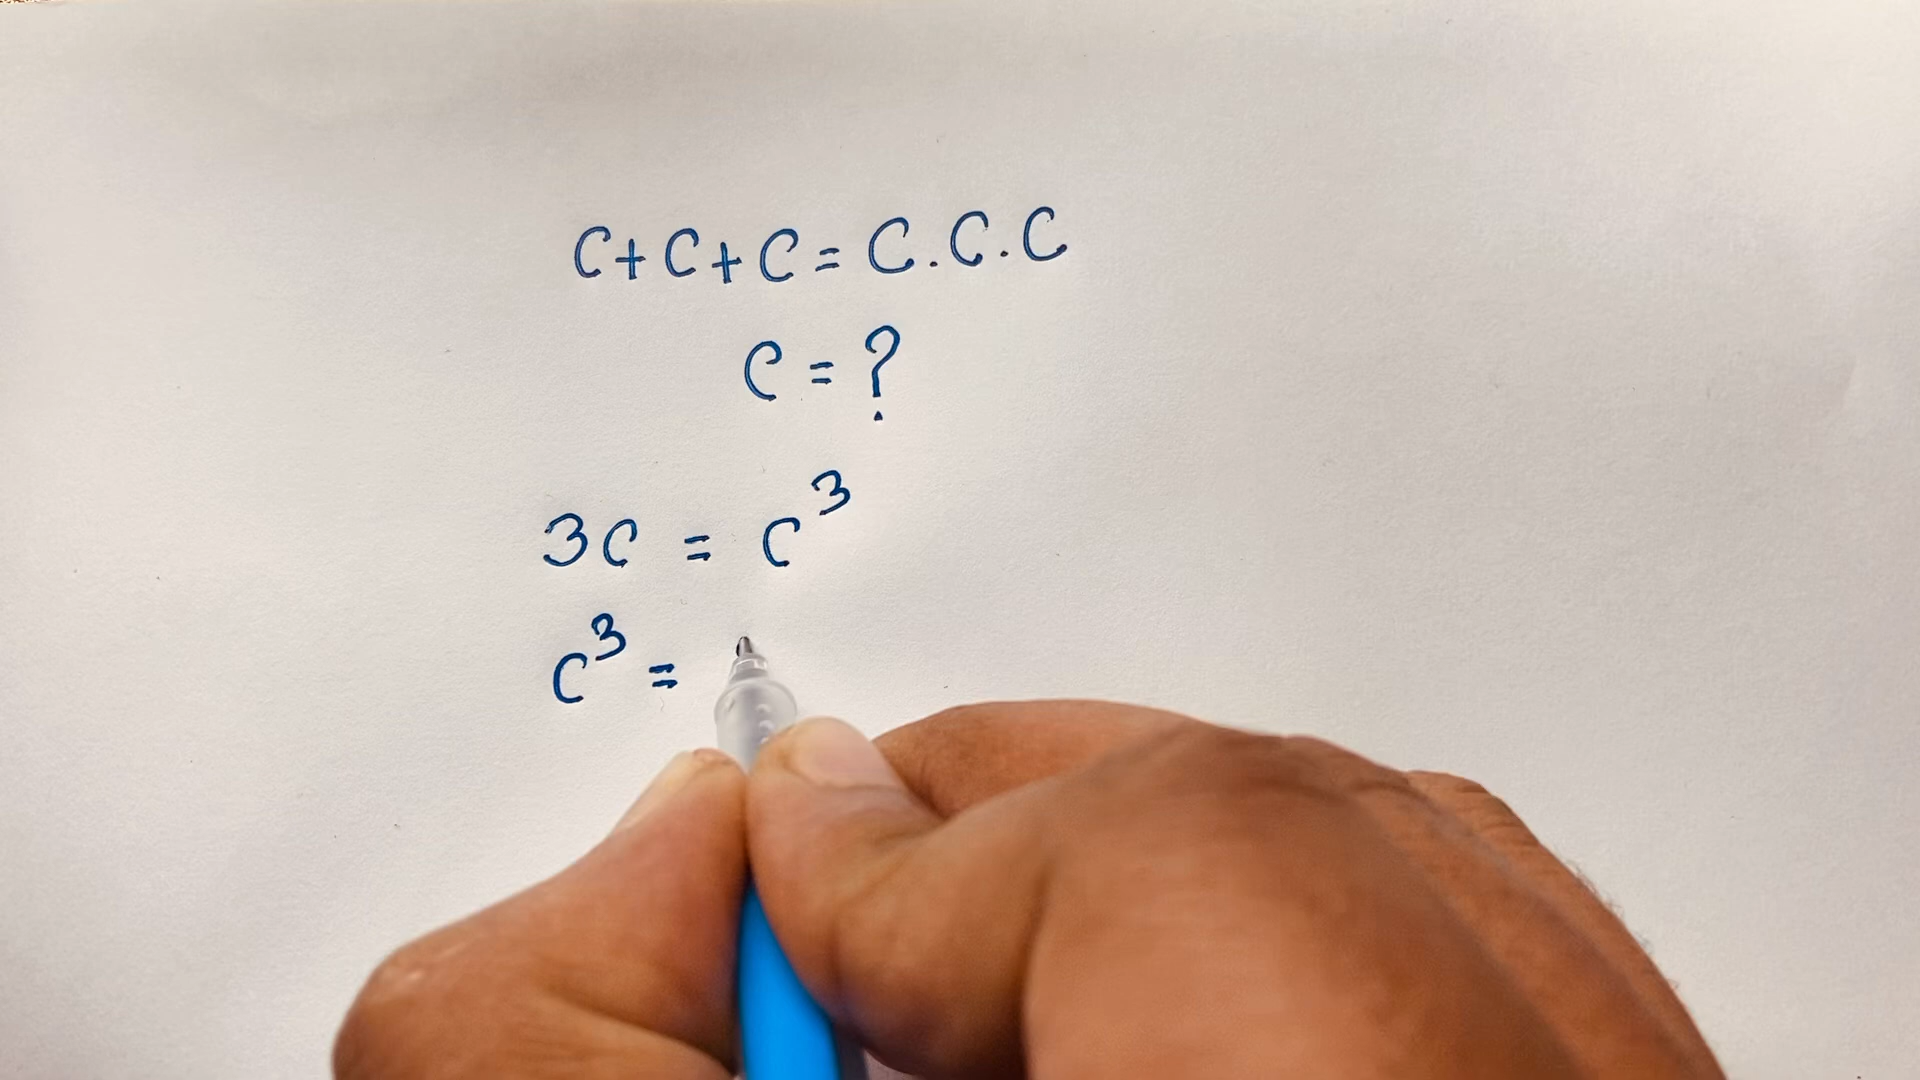 C+C+C=C.C.C
C=?
3C = C³
C³ =